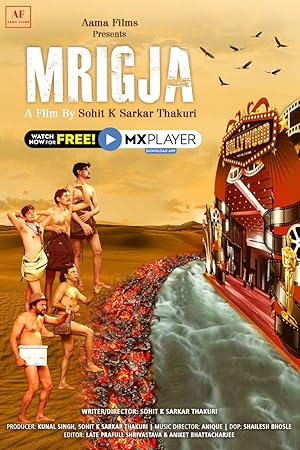 AF
AAMA FILMS
Aama Films
Presents
MRIGJA
A Film By Sohit K Sarkar Thakuri
WATCH NOW FOR FREE! MXPLAYER
DOWNLOAD APP
BOLLYWOOD
WRITER/DIRECTOR: SOHIT K SARKAR THAKURI
PRODUCER: KUNAL SINGH, SOHIT K SARKAR THAKURI | MUSIC DIRECTOR: ANIQUE | DOP: SHAILESH BHOSLE
EDITOR: LATE PRAFULL SHRIVASTAVA & ANIKET BHATTACHARJEE